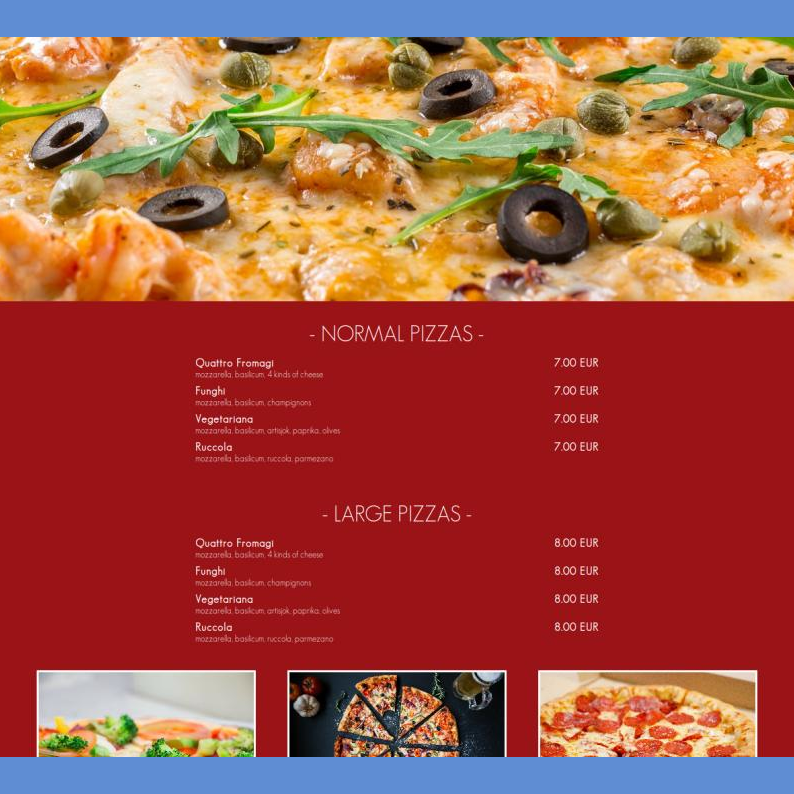 - NORMAL PIZZAS -
Quattro Fromagi 7.00 EUR
mozzarella, basilicum, 4 kinds of cheese
Funghi 7.00 EUR
mozzarella, basilicum, champignons
Vegetariana 7.00 EUR
mozzarella, basilicum, artisjok, paprika, olives
Ruccola 7.00 EUR
mozzarella, basilicum, ruccola, parmezano
- LARGE PIZZAS -
Quattro Fromagi 8.00 EUR
mozzarella, basilicum, 4 kinds of cheese
Funghi 8.00 EUR
mozzarella, basilicum, champignons
Vegetariana 8.00 EUR
mozzarella, basilicum, artisjok, paprika, olives
Ruccola 8.00 EUR
mozzarella, basilicum, ruccola, parmezano